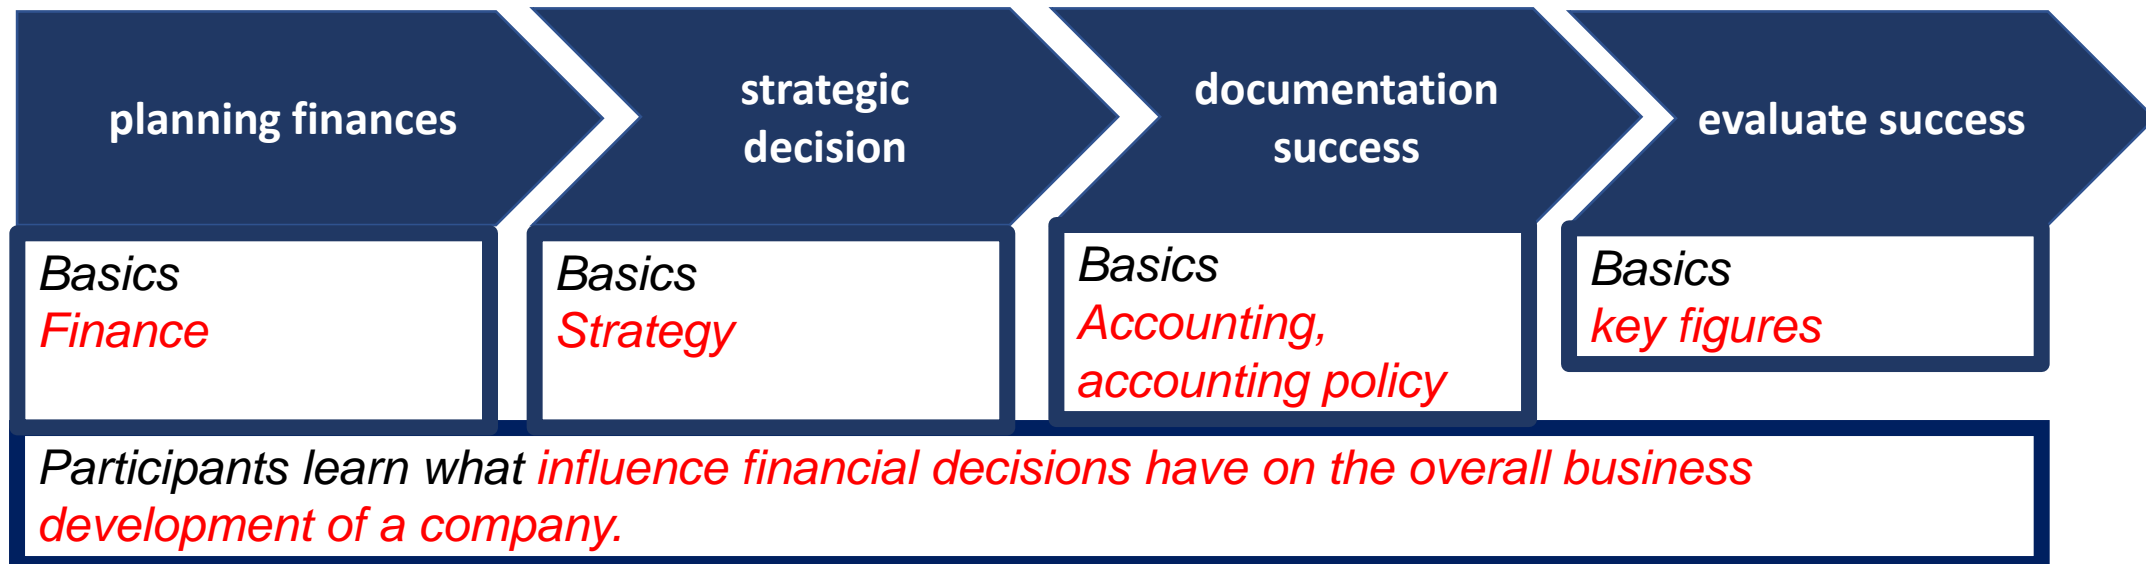 planning finances
strategic
decision
documentation
success
evaluate success
Basics
Finance
Basics
Strategy
Basics
Accounting,
accounting policy
Basics
key figures
Participants learn what influence financial decisions have on the overall business
development of a company.